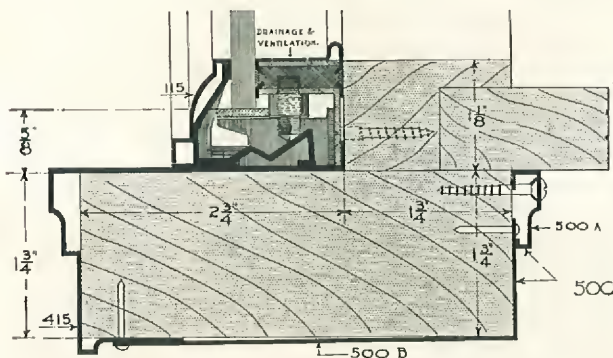 DRAINAGE &
VENTILATION.
115
5/8"
1 1/8"
2 3/4"
1 3/4"
1 3/4"
1 3/4"
500 A
500
415
500 B